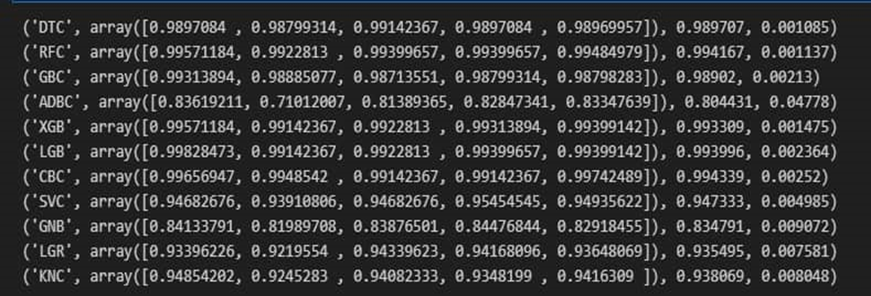 ('DTC', array([0.9897084 , 0.98799314, 0.99142367, 0.9897084 , 0.98969957]), 0.989707, 0.001085)
('RFC', array([0.99571184, 0.9922813 , 0.99399657, 0.99399657, 0.99484979]), 0.994167, 0.001137)
('GBC', array([0.99313894, 0.98885077, 0.98713551, 0.98799314, 0.98798283]), 0.98902, 0.00213)
('ADBC', array([0.83619211, 0.71012007, 0.81389365, 0.82847341, 0.83347639]), 0.804431, 0.04778)
('XGB', array([0.99571184, 0.99142367, 0.9922813 , 0.99313894, 0.99399142]), 0.993309, 0.001475)
('LGB', array([0.99828473, 0.99142367, 0.9922813 , 0.99399657, 0.99399142]), 0.993996, 0.002364)
('CBC', array([0.99656947, 0.9948542 , 0.99142367, 0.99142367, 0.99742489]), 0.994339, 0.00252)
('SVC', array([0.94682676, 0.93910806, 0.94682676, 0.95454545, 0.94935622]), 0.947333, 0.004985)
('GNB', array([0.84133791, 0.81989708, 0.83876501, 0.84476844, 0.82918455]), 0.834791, 0.009072)
('LGR', array([0.93396226, 0.9219554 , 0.94339623, 0.94168096, 0.93648069]), 0.935495, 0.007581)
('KNC', array([0.94854202, 0.9245283 , 0.94082333, 0.9348199 , 0.9416309 ]), 0.938069, 0.008048)